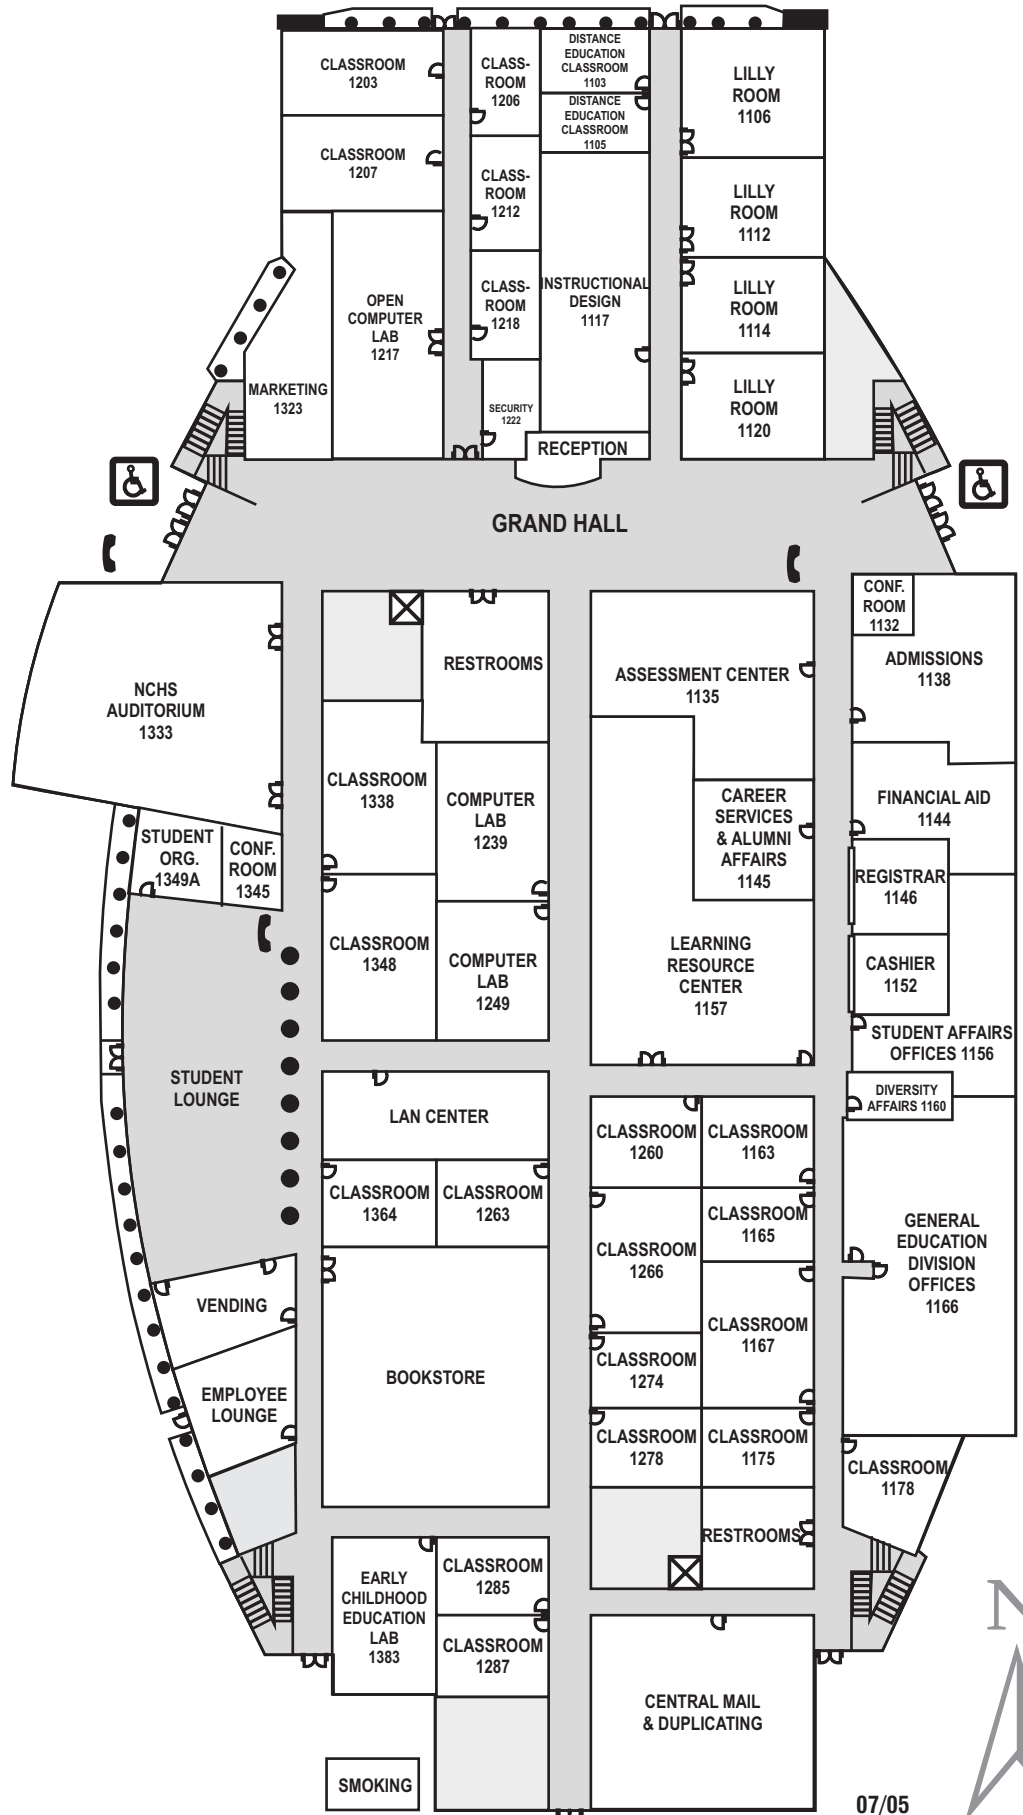 CLASSROOM
1203
CLASS-
ROOM
1206
DISTANCE
EDUCATION
CLASSROOM
1103
DISTANCE
EDUCATION
CLASSROOM
1105
LILLY
ROOM
1106
CLASSROOM
1207
CLASS-
ROOM
1212
LILLY
ROOM
1112
OPEN
COMPUTER
LAB
1217
CLASS-
ROOM
1218
INSTRUCTIONAL
DESIGN
1117
LILLY
ROOM
1114
MARKETING
1323
SECURITY
1222
LILLY
ROOM
1120
RECEPTION
GRAND HALL
NCHS
AUDITORIUM
1333
RESTROOMS
ASSESSMENT CENTER
1135
CONF.
ROOM
1132
ADMISSIONS
1138
CLASSROOM
1338
COMPUTER
LAB
1239
CAREER
SERVICES
& ALUMNI
AFFAIRS
1145
FINANCIAL AID
1144
STUDENT
ORG.
1349A
CONF.
ROOM
1345
REGISTRAR
1146
CLASSROOM
1348
COMPUTER
LAB
1249
LEARNING
RESOURCE
CENTER
1157
CASHIER
1152
STUDENT AFFAIRS
OFFICES 1156
STUDENT
LOUNGE
LAN CENTER
DIVERSITY
AFFAIRS 1160
CLASSROOM
1260
CLASSROOM
1163
CLASSROOM
1364
CLASSROOM
1263
CLASSROOM
1266
CLASSROOM
1165
GENERAL
EDUCATION
DIVISION
OFFICES
1166
VENDING
CLASSROOM
1167
BOOKSTORE
CLASSROOM
1274
EMPLOYEE
LOUNGE
CLASSROOM
1278
CLASSROOM
1175
CLASSROOM
1178
RESTROOMS
EARLY
CHILDHOOD
EDUCATION
LAB
1383
CLASSROOM
1285
CLASSROOM
1287
CENTRAL MAIL
& DUPLICATING
N
SMOKING
07/05